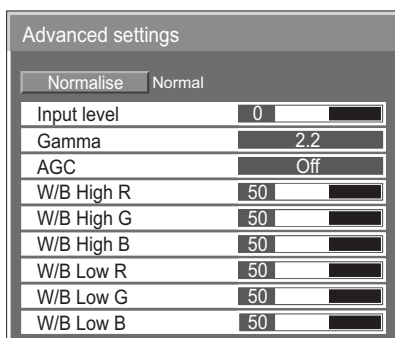 Advanced settings
Normalise Normal
Input level 0
Gamma 2.2
AGC Off
W/B High R 50
W/B High G 50
W/B High B 50
W/B Low R 50
W/B Low G 50
W/B Low B 50